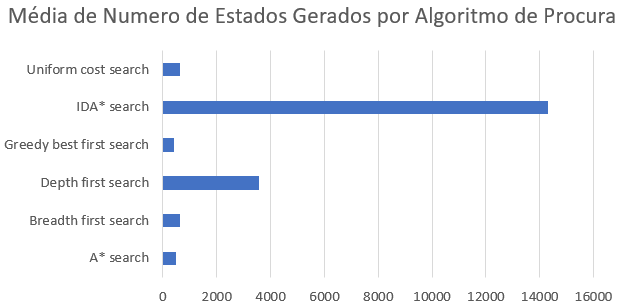 Média de Numero de Estados Gerados por Algoritmo de Procura
Uniform cost search
IDA* search
Greedy best first search
Depth first search
Breadth first search
A* search
0 2000 4000 6000 8000 10000 12000 14000 16000